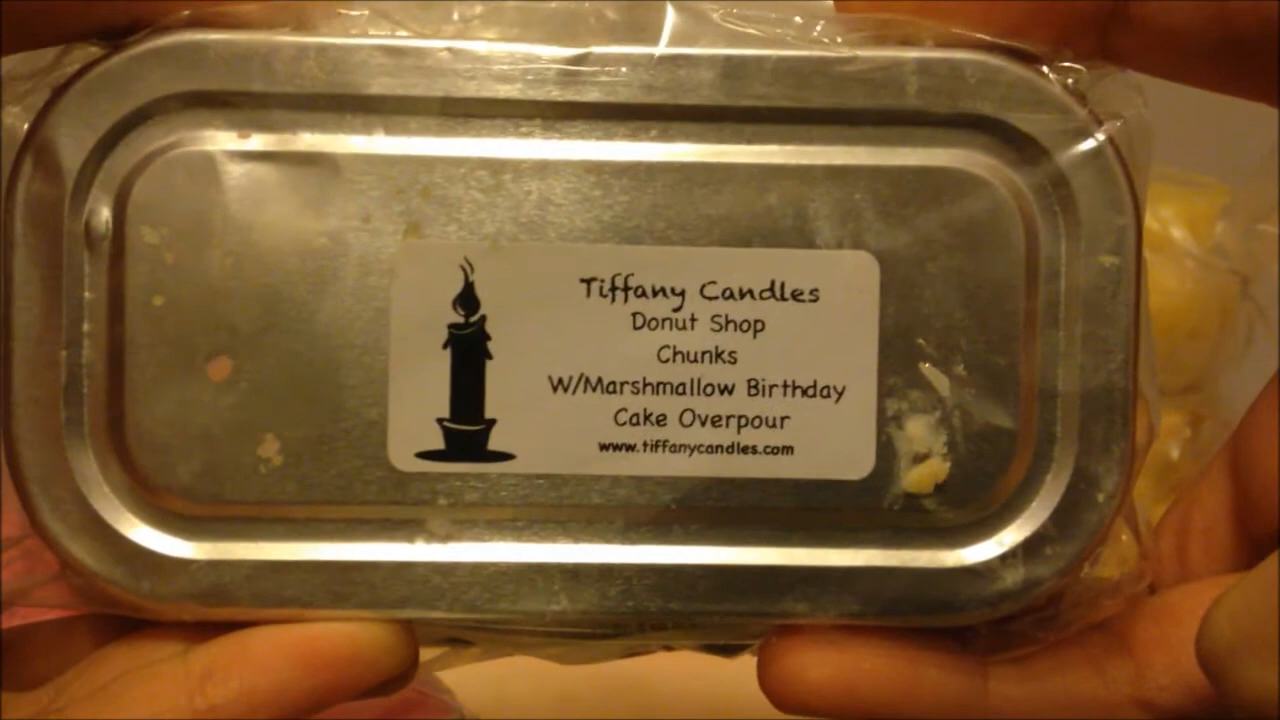 Tiffany Candles
Donut Shop
Chunks
W/Marshmallow Birthday
Cake Overpour
www.tiffanycandles.com